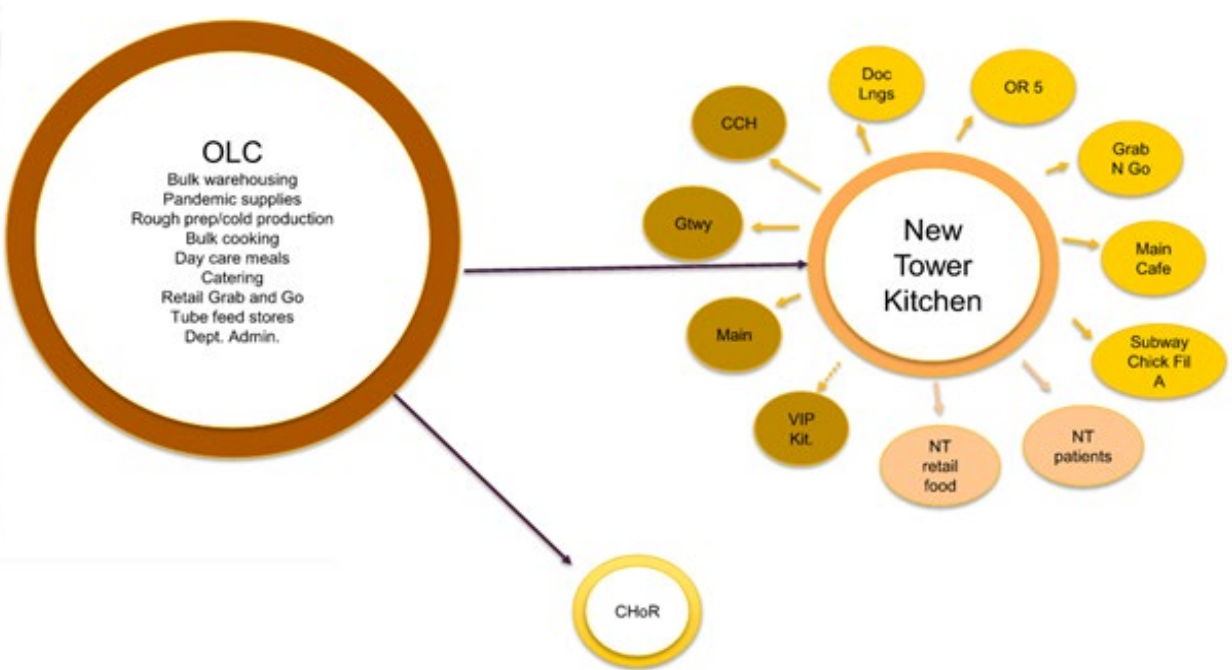 OLC
Bulk warehousing
Pandemic supplies
Rough prep/cold production
Bulk cooking
Day care meals
Catering
Retail Grab and Go
Tube feed stores
Dept. Admin.
New
Tower
Kitchen
Doc
Lngs
OR 5
Grab
N Go
Main
Cafe
Subway
Chick Fil
A
NT
patients
NT
retail
food
VIP
Kit.
Main
Gtwy
CCH
CHoR